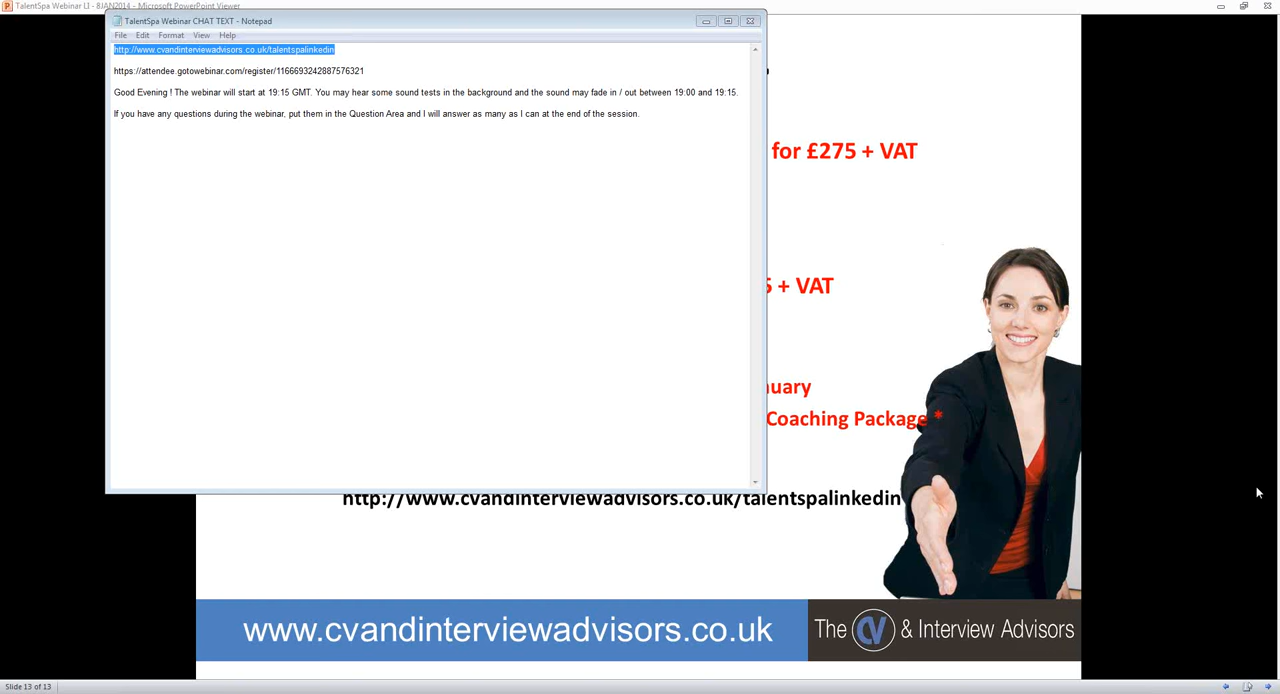 TalentSpa Webinar LI - 8JAN2014 - Microsoft PowerPoint Viewer
TalentSpa Webinar CHAT TEXT - Notepad
File Edit Format View Help
http://www.cvandinterviewadvisors.co.uk/talentspalinkedin
https://attendee.gotowebinar.com/register/1166693242887576321
Good Evening ! The webinar will start at 19:15 GMT. You may hear some sound tests in the background and the sound may fade in / out between 19:00 and 19:15.
If you have any questions during the webinar, put them in the Question Area and I will answer as many as I can at the end of the session.
for £275 + VAT
+ VAT
Coaching Package *
http://www.cvandinterviewadvisors.co.uk/talentspalinkedin
www.cvandinterviewadvisors.co.uk
The CV & Interview Advisors
Slide 13 of 13